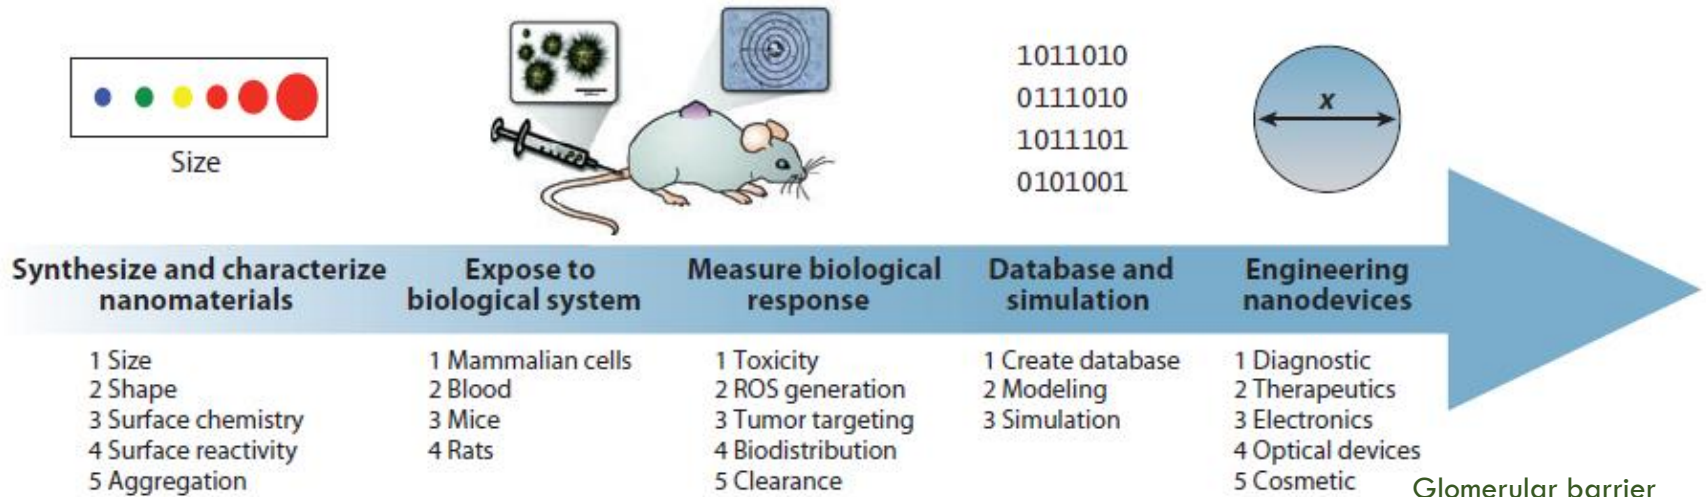 Size
1011010
0111010
1011101
0101001
x
Synthesize and characterize
nanomaterials
Expose to
biological system
Measure biological
response
Database and
simulation
Engineering
nanodevices
1 Size
2 Shape
3 Surface chemistry
4 Surface reactivity
5 Aggregation
1 Mammalian cells
2 Blood
3 Mice
4 Rats
1 Toxicity
2 ROS generation
3 Tumor targeting
4 Biodistribution
5 Clearance
1 Create database
2 Modeling
3 Simulation
1 Diagnostic
2 Therapeutics
3 Electronics
4 Optical devices
5 Cosmetic
Glomerular barrier